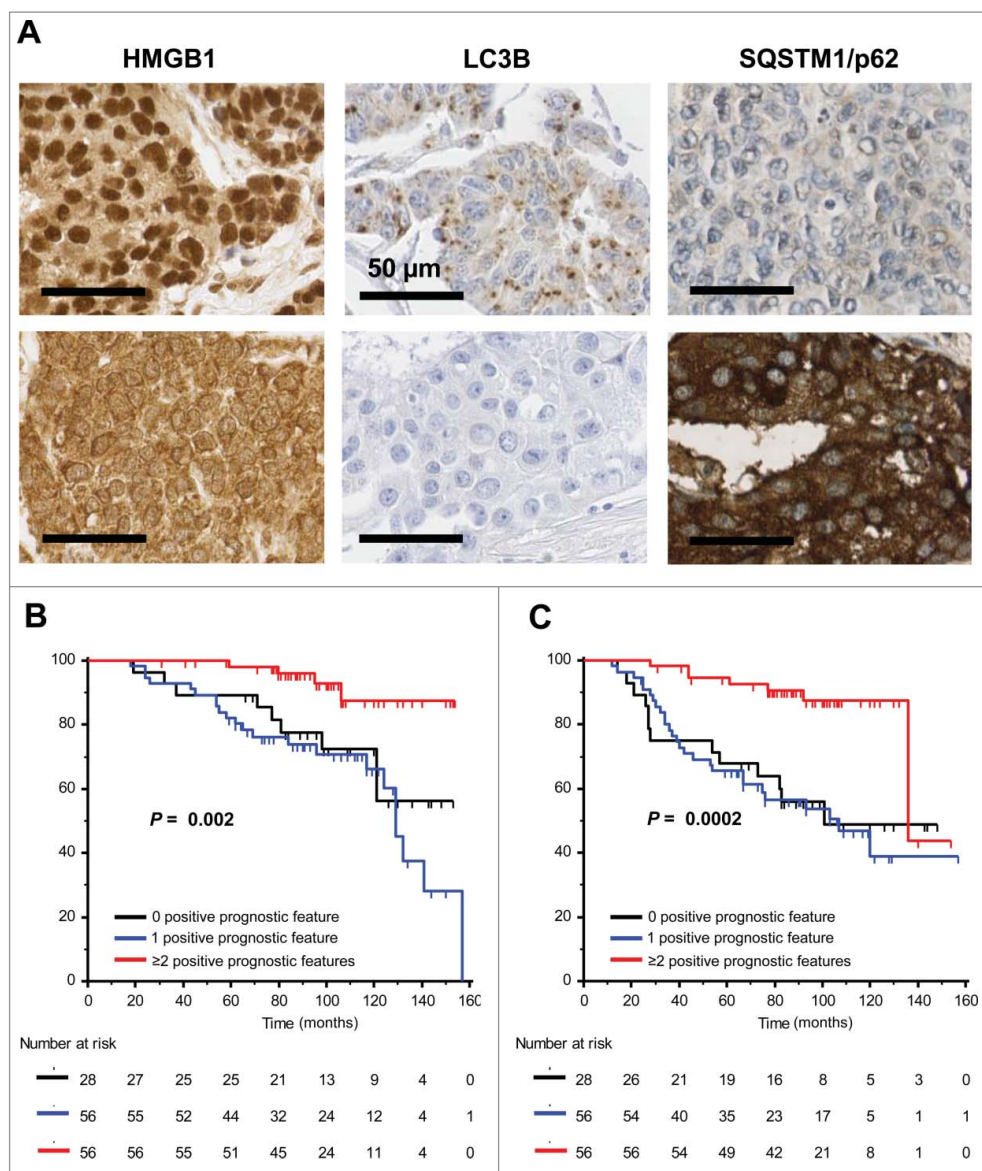 A
HMGB1 LC3B SQSTM1/p62
50 µm
B
100
80
60
40
20
0
P = 0.002
0 positive prognostic feature
1 positive prognostic feature
≥2 positive prognostic features
0 20 40 60 80 100 120 140 160
Time (months)
Number at risk
28 27 25 25 21 13 9 4 0
56 55 52 44 32 24 12 4 1
56 56 55 51 45 24 11 4 0
C
100
80
60
40
20
0
P = 0.0002
0 positive prognostic feature
1 positive prognostic feature
≥2 positive prognostic features
0 20 40 60 80 100 120 140 160
Time (months)
Number at risk
28 26 21 19 16 8 5 3 0
56 54 40 35 23 17 5 1 1
56 56 54 49 42 21 8 1 0